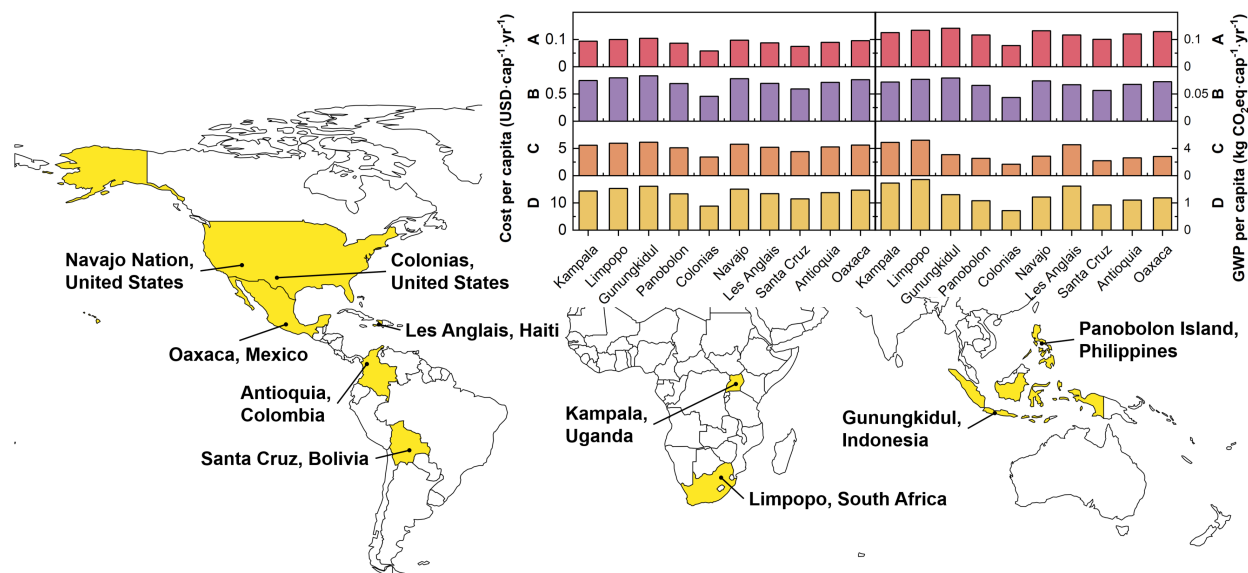 Cost per capita (USD·cap⁻¹·yr⁻¹)
A
0.1
0
B
0.5
0
C
5
0
D
10
0
Kampala
Limpopo
Gunungkidul
Panobolon
Colonias
Navajo
Les Anglais
Santa Cruz
Antioquia
Oaxaca
GWP per capita (kg CO₂eq·cap⁻¹·yr⁻¹)
A
0.1
0
B
0.05
0
C
4
0
D
1
0
Kampala
Limpopo
Gunungkidul
Panobolon
Colonias
Navajo
Les Anglais
Santa Cruz
Antioquia
Oaxaca
Navajo Nation,
United States
Colonias,
United States
Les Anglais, Haiti
Oaxaca, Mexico
Antioquia,
Colombia
Santa Cruz, Bolivia
Kampala,
Uganda
Limpopo, South Africa
Panobolon Island,
Philippines
Gunungkidul,
Indonesia